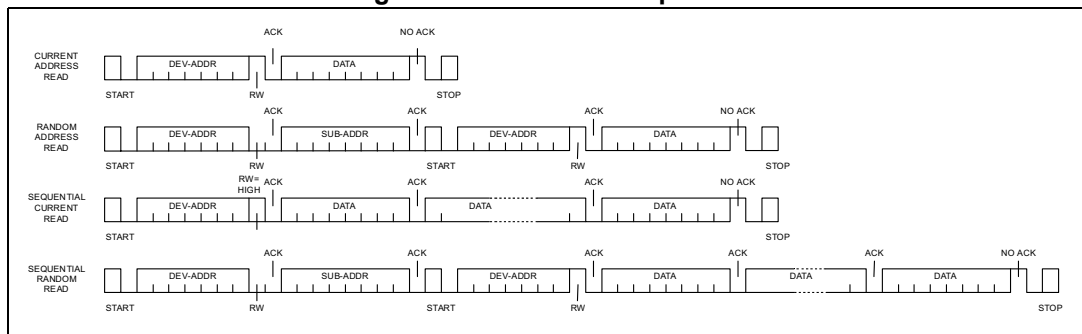 ACK NO ACK
CURRENT
ADDRESS
READ
DEV-ADDR DATA
START RW STOP
ACK ACK ACK NO ACK
RANDOM
ADDRESS
READ
DEV-ADDR SUB-ADDR DEV-ADDR DATA
START RW START RW STOP
RW=
HIGH
ACK ACK ACK NO ACK
SEQUENTIAL
CURRENT
READ
DEV-ADDR DATA DATA DATA
START STOP
ACK ACK ACK ACK ACK NO ACK
SEQUENTIAL
RANDOM
READ
DEV-ADDR SUB-ADDR DEV-ADDR DATA DATA DATA
START RW START RW STOP